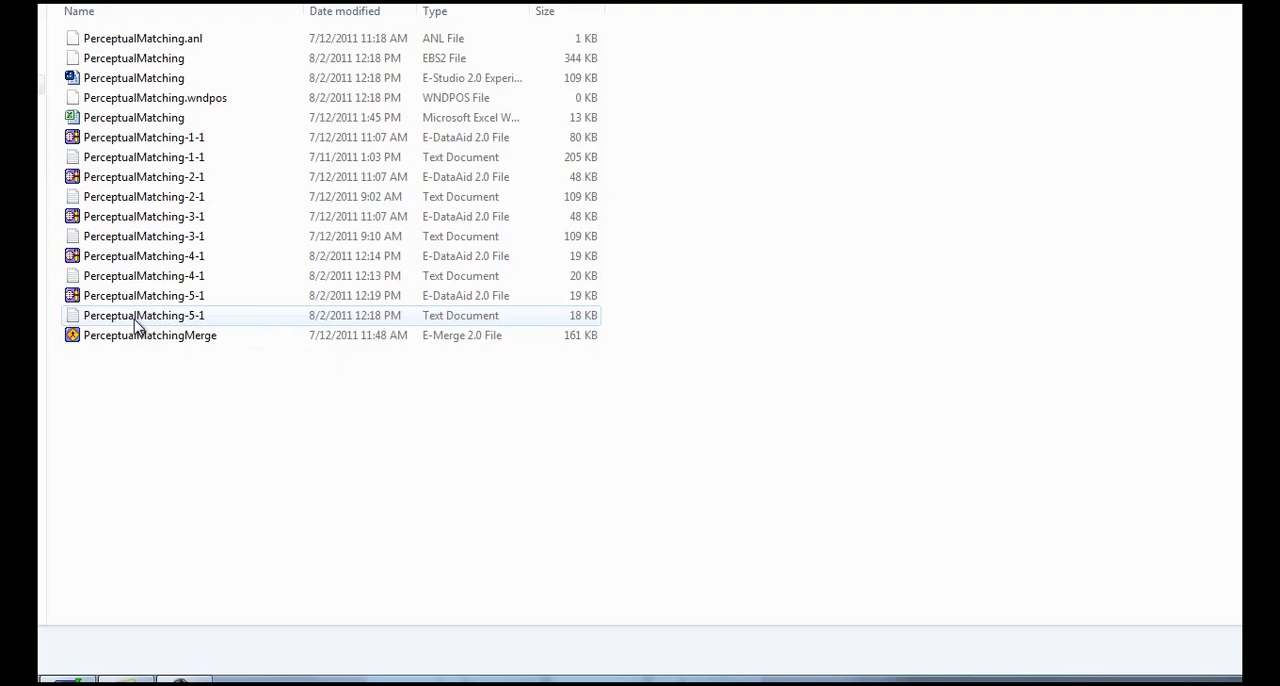 Name Date modified Type Size
PerceptualMatching.anl 7/12/2011 11:18 AM ANL File 1 KB
PerceptualMatching 8/2/2011 12:18 PM EBS2 File 344 KB
PerceptualMatching 8/2/2011 12:18 PM E-Studio 2.0 Experi... 109 KB
PerceptualMatching.wndpos 8/2/2011 12:18 PM WNDPOS File 0 KB
PerceptualMatching 7/12/2011 1:45 PM Microsoft Excel W... 13 KB
PerceptualMatching-1-1 7/12/2011 11:07 AM E-DataAid 2.0 File 80 KB
PerceptualMatching-1-1 7/11/2011 1:03 PM Text Document 205 KB
PerceptualMatching-2-1 7/12/2011 11:07 AM E-DataAid 2.0 File 48 KB
PerceptualMatching-2-1 7/12/2011 9:02 AM Text Document 109 KB
PerceptualMatching-3-1 7/12/2011 11:07 AM E-DataAid 2.0 File 48 KB
PerceptualMatching-3-1 7/12/2011 9:10 AM Text Document 109 KB
PerceptualMatching-4-1 8/2/2011 12:14 PM E-DataAid 2.0 File 19 KB
PerceptualMatching-4-1 8/2/2011 12:13 PM Text Document 20 KB
PerceptualMatching-5-1 8/2/2011 12:19 PM E-DataAid 2.0 File 19 KB
PerceptualMatching-5-1 8/2/2011 12:18 PM Text Document 18 KB
PerceptualMatchingMerge 7/12/2011 11:48 AM E-Merge 2.0 File 161 KB